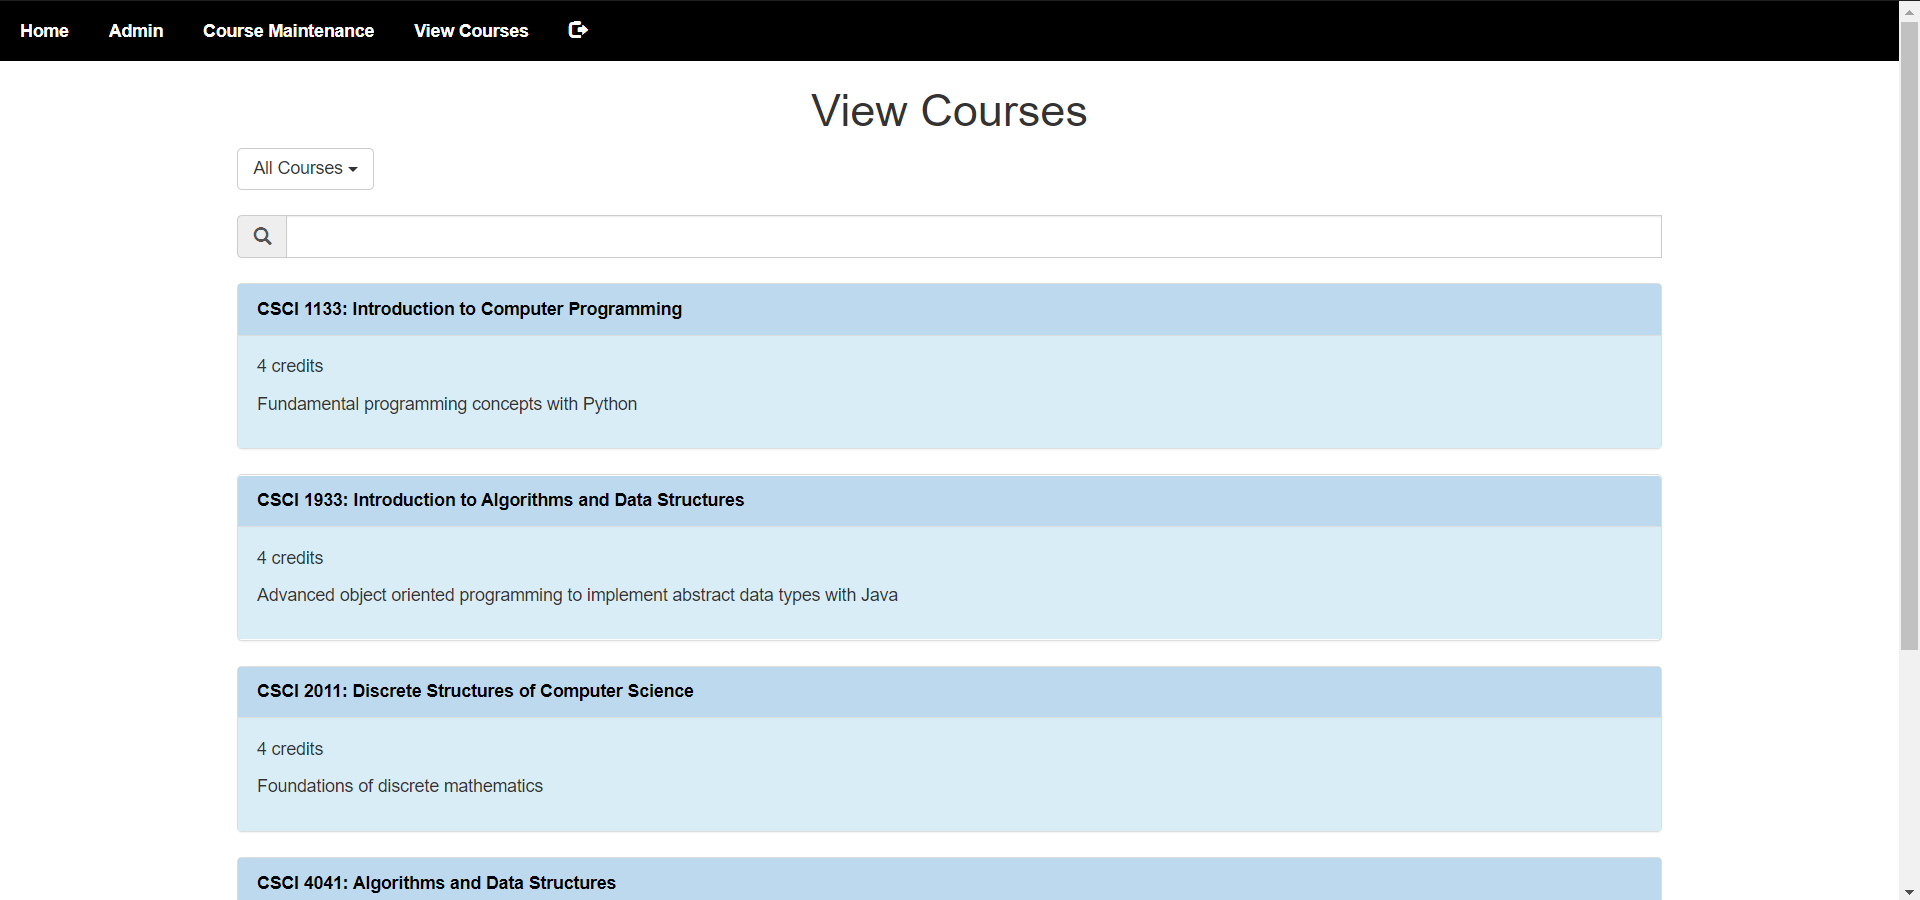 Home Admin Course Maintenance View Courses
View Courses
All Courses
CSCI 1133: Introduction to Computer Programming
4 credits
Fundamental programming concepts with Python
CSCI 1933: Introduction to Algorithms and Data Structures
4 credits
Advanced object oriented programming to implement abstract data types with Java
CSCI 2011: Discrete Structures of Computer Science
4 credits
Foundations of discrete mathematics
CSCI 4041: Algorithms and Data Structures